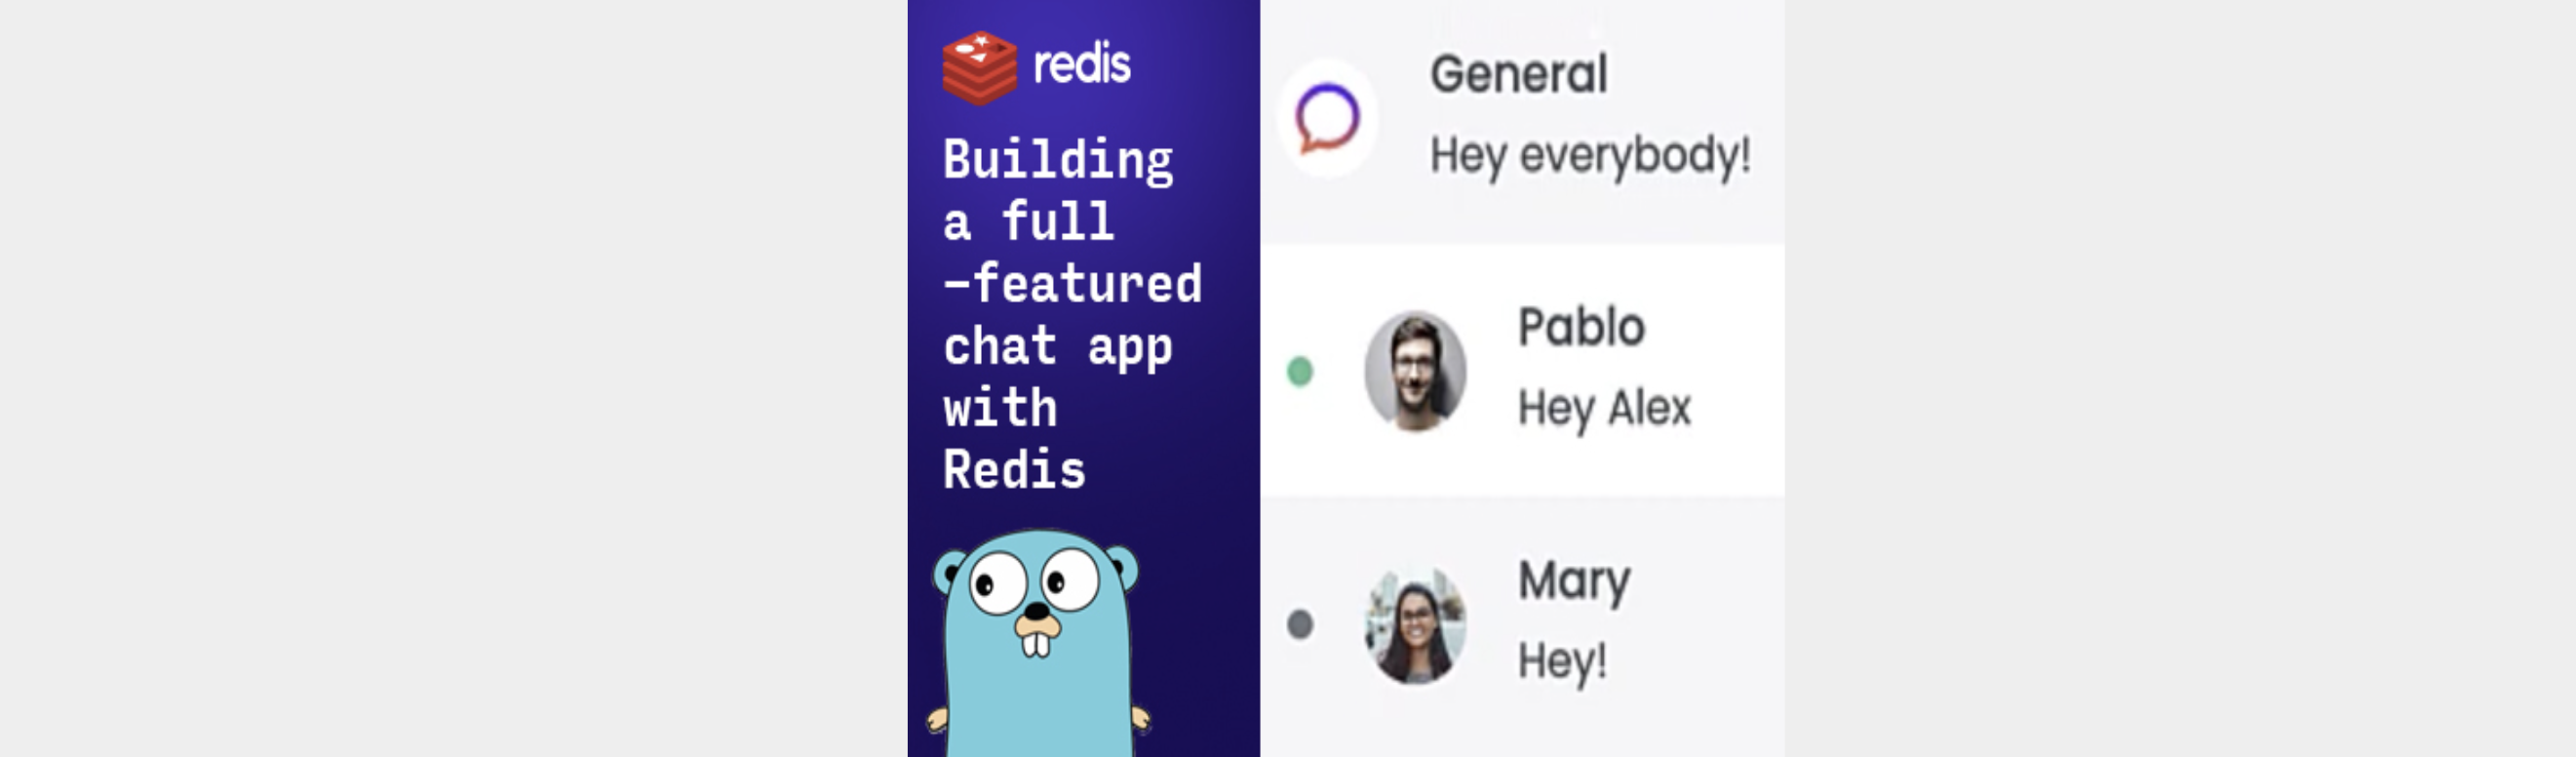 redis
Building
a full
–featured
chat app
with
Redis
General
Hey everybody!
Pablo
Hey Alex
Mary
Hey!